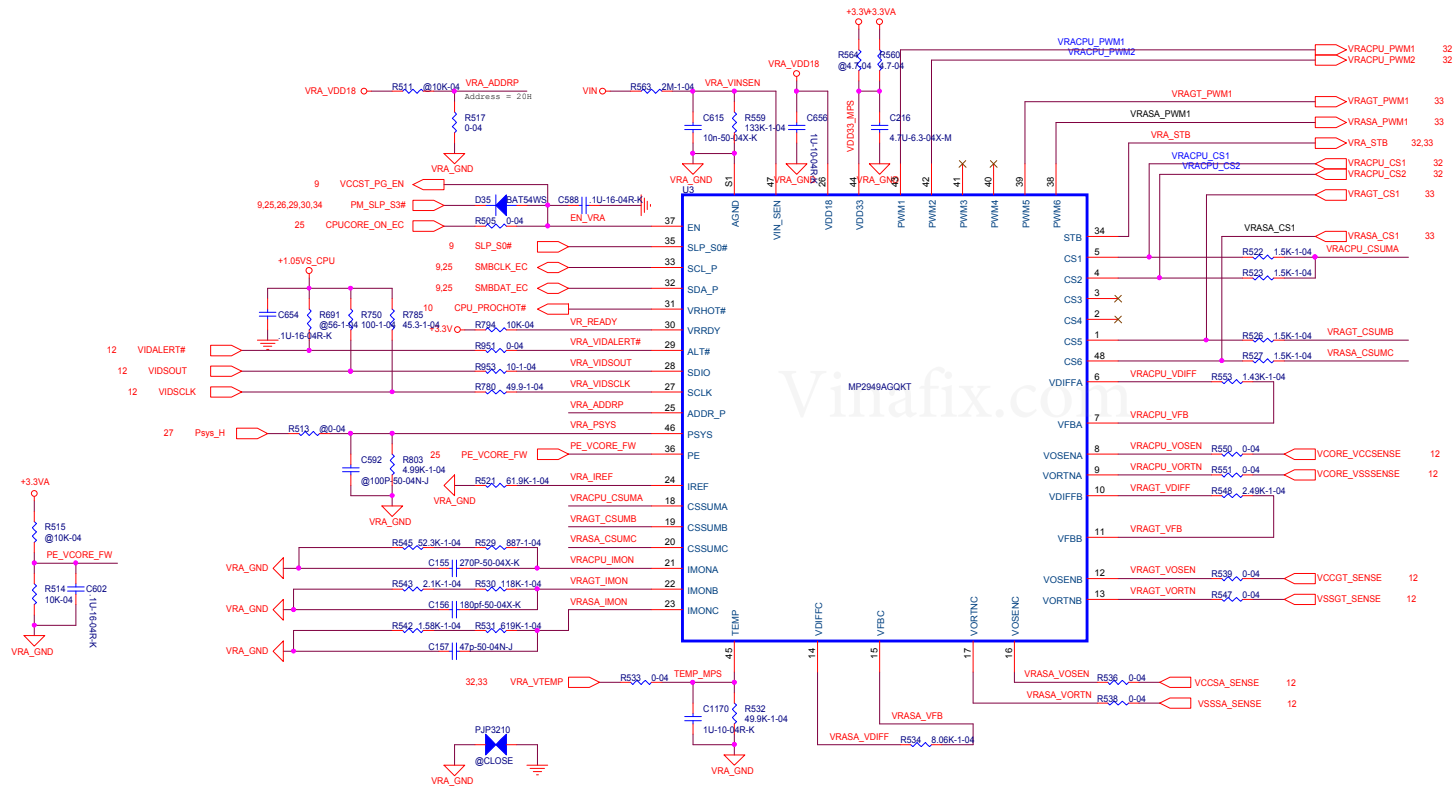 +3.3V
+3.3VA
R564
@4.7-04
R560
4.7-04
VRACPU_PWM1
VRACPU_PWM2
VRACPU_PWM1 32
VRACPU_PWM2 32
VRA_VDD18
R511 @10K-04
VRA_ADDRP
Address = 20H
R517
0-04
VRA_GND
VIN
R563 2M-1-04
VRA_VINSEN
VRA_VDD18
C615
10n-50-04X-K
R559
133K-1-04
C656
1U-10-04R-K
VDD33_MPS
C216
4.7U-6.3-04X-M
VRA_GND
VRA_GND
VRA_GND
VRAGT_PWM1
VRAGT_PWM1 33
VRASA_PWM1
VRASA_PWM1 33
VRA_STB
VRA_STB 32,33
VRACPU_CS1
VRACPU_CS2
VRACPU_CS1 32
VRACPU_CS2 32
VRAGT_CS1
VRAGT_CS1 33
VRASA_CS1
VRASA_CS1 33
9 VCCST_PG_EN
9,25,26,29,30,34 PM_SLP_S3#
D35 BAT54WS
C588 .1U-16-04R-K
25 CPUCORE_ON_EC
R505 0-04
EN_VRA
9 SLP_S0#
9,25 SMBCLK_EC
9,25 SMBDAT_EC
10 CPU_PROCHOT#
+3.3V
R794 10K-04
VR_READY
+1.05VS_CPU
C654
.1U-16-04R-K
R691
@56-1-04
R750
100-1-04
R785
45.3-1-04
12 VIDALERT#
R951 0-04
VRA_VIDALERT#
12 VIDSOUT
R953 10-1-04
VRA_VIDSOUT
12 VIDSCLK
R780 49.9-1-04
VRA_VIDSCLK
VRA_ADDRP
27 Psys_H
R513 @0-04
VRA_PSYS
C592
@100P-50-04N-J
R803
4.99K-1-04
VRA_GND
25 PE_VCORE_FW
PE_VCORE_FW
VRA_GND
R521 61.9K-1-04
VRA_IREF
VRACPU_CSUMA
VRAGT_CSUMB
VRASA_CSUMC
+3.3VA
R515
@10K-04
PE_VCORE_FW
R514
10K-04
C602
.1U-16-04R-K
VRA_GND
VRA_GND
R545 52.3K-1-04
R529 887-1-04
C155 270P-50-04X-K
VRACPU_IMON
VRA_GND
R543 2.1K-1-04
R530 118K-1-04
C156 180pf-50-04X-K
VRAGT_IMON
VRA_GND
R542 1.58K-1-04
R531 619K-1-04
C157 47p-50-04N-J
VRASA_IMON
U3
S1 AGND
47 VIN_SEN
26 VDD18
44 VDD33
43 PWM1
42 PWM2
41 PWM3
40 PWM4
39 PWM5
38 PWM6
37 EN
35 SLP_S0#
33 SCL_P
32 SDA_P
31 VRHOT#
30 VRRDY
29 ALT#
28 SDIO
27 SCLK
25 ADDR_P
46 PSYS
36 PE
24 IREF
18 CSSUMA
19 CSSUMB
20 CSSUMC
21 IMONA
22 IMONB
23 IMONC
MP2949AGQKT
Vinafix.com
STB 34
CS1 5
CS2 4
CS3 3
CS4 2
CS5 1
CS6 48
VDIFFA 6
VFBA 7
VOSENA 8
VORTNA 9
VDIFFB 10
VFBB 11
VOSENB 12
VORTNB 13
TEMP 45
VDIFFC 14
VFBC 15
VORTNC 17
VOSENC 16
R522 1.5K-1-04
VRACPU_CSUMA
R523 1.5K-1-04
R526 1.5K-1-04
VRAGT_CSUMB
R527 1.5K-1-04
VRASA_CSUMC
VRACPU_VDIFF
R553 1.43K-1-04
VRACPU_VFB
VRACPU_VOSEN
R550 0-04
VCORE_VCCSENSE 12
VRACPU_VORTN
R551 0-04
VCORE_VSSSENSE 12
VRAGT_VDIFF
R548 2.49K-1-04
VRAGT_VFB
VRAGT_VOSEN
R539 0-04
VCCGT_SENSE 12
VRAGT_VORTN
R547 0-04
VSSGT_SENSE 12
32,33 VRA_VTEMP
R533 0-04
TEMP_MPS
C1170
1U-10-04R-K
R532
49.9K-1-04
VRA_GND
VRASA_VOSEN
R536 0-04
VCCSA_SENSE 12
VRASA_VORTN
R538 0-04
VSSSA_SENSE 12
VRASA_VFB
VRASA_VDIFF
R534 8.06K-1-04
PJP3210
@CLOSE
VRA_GND